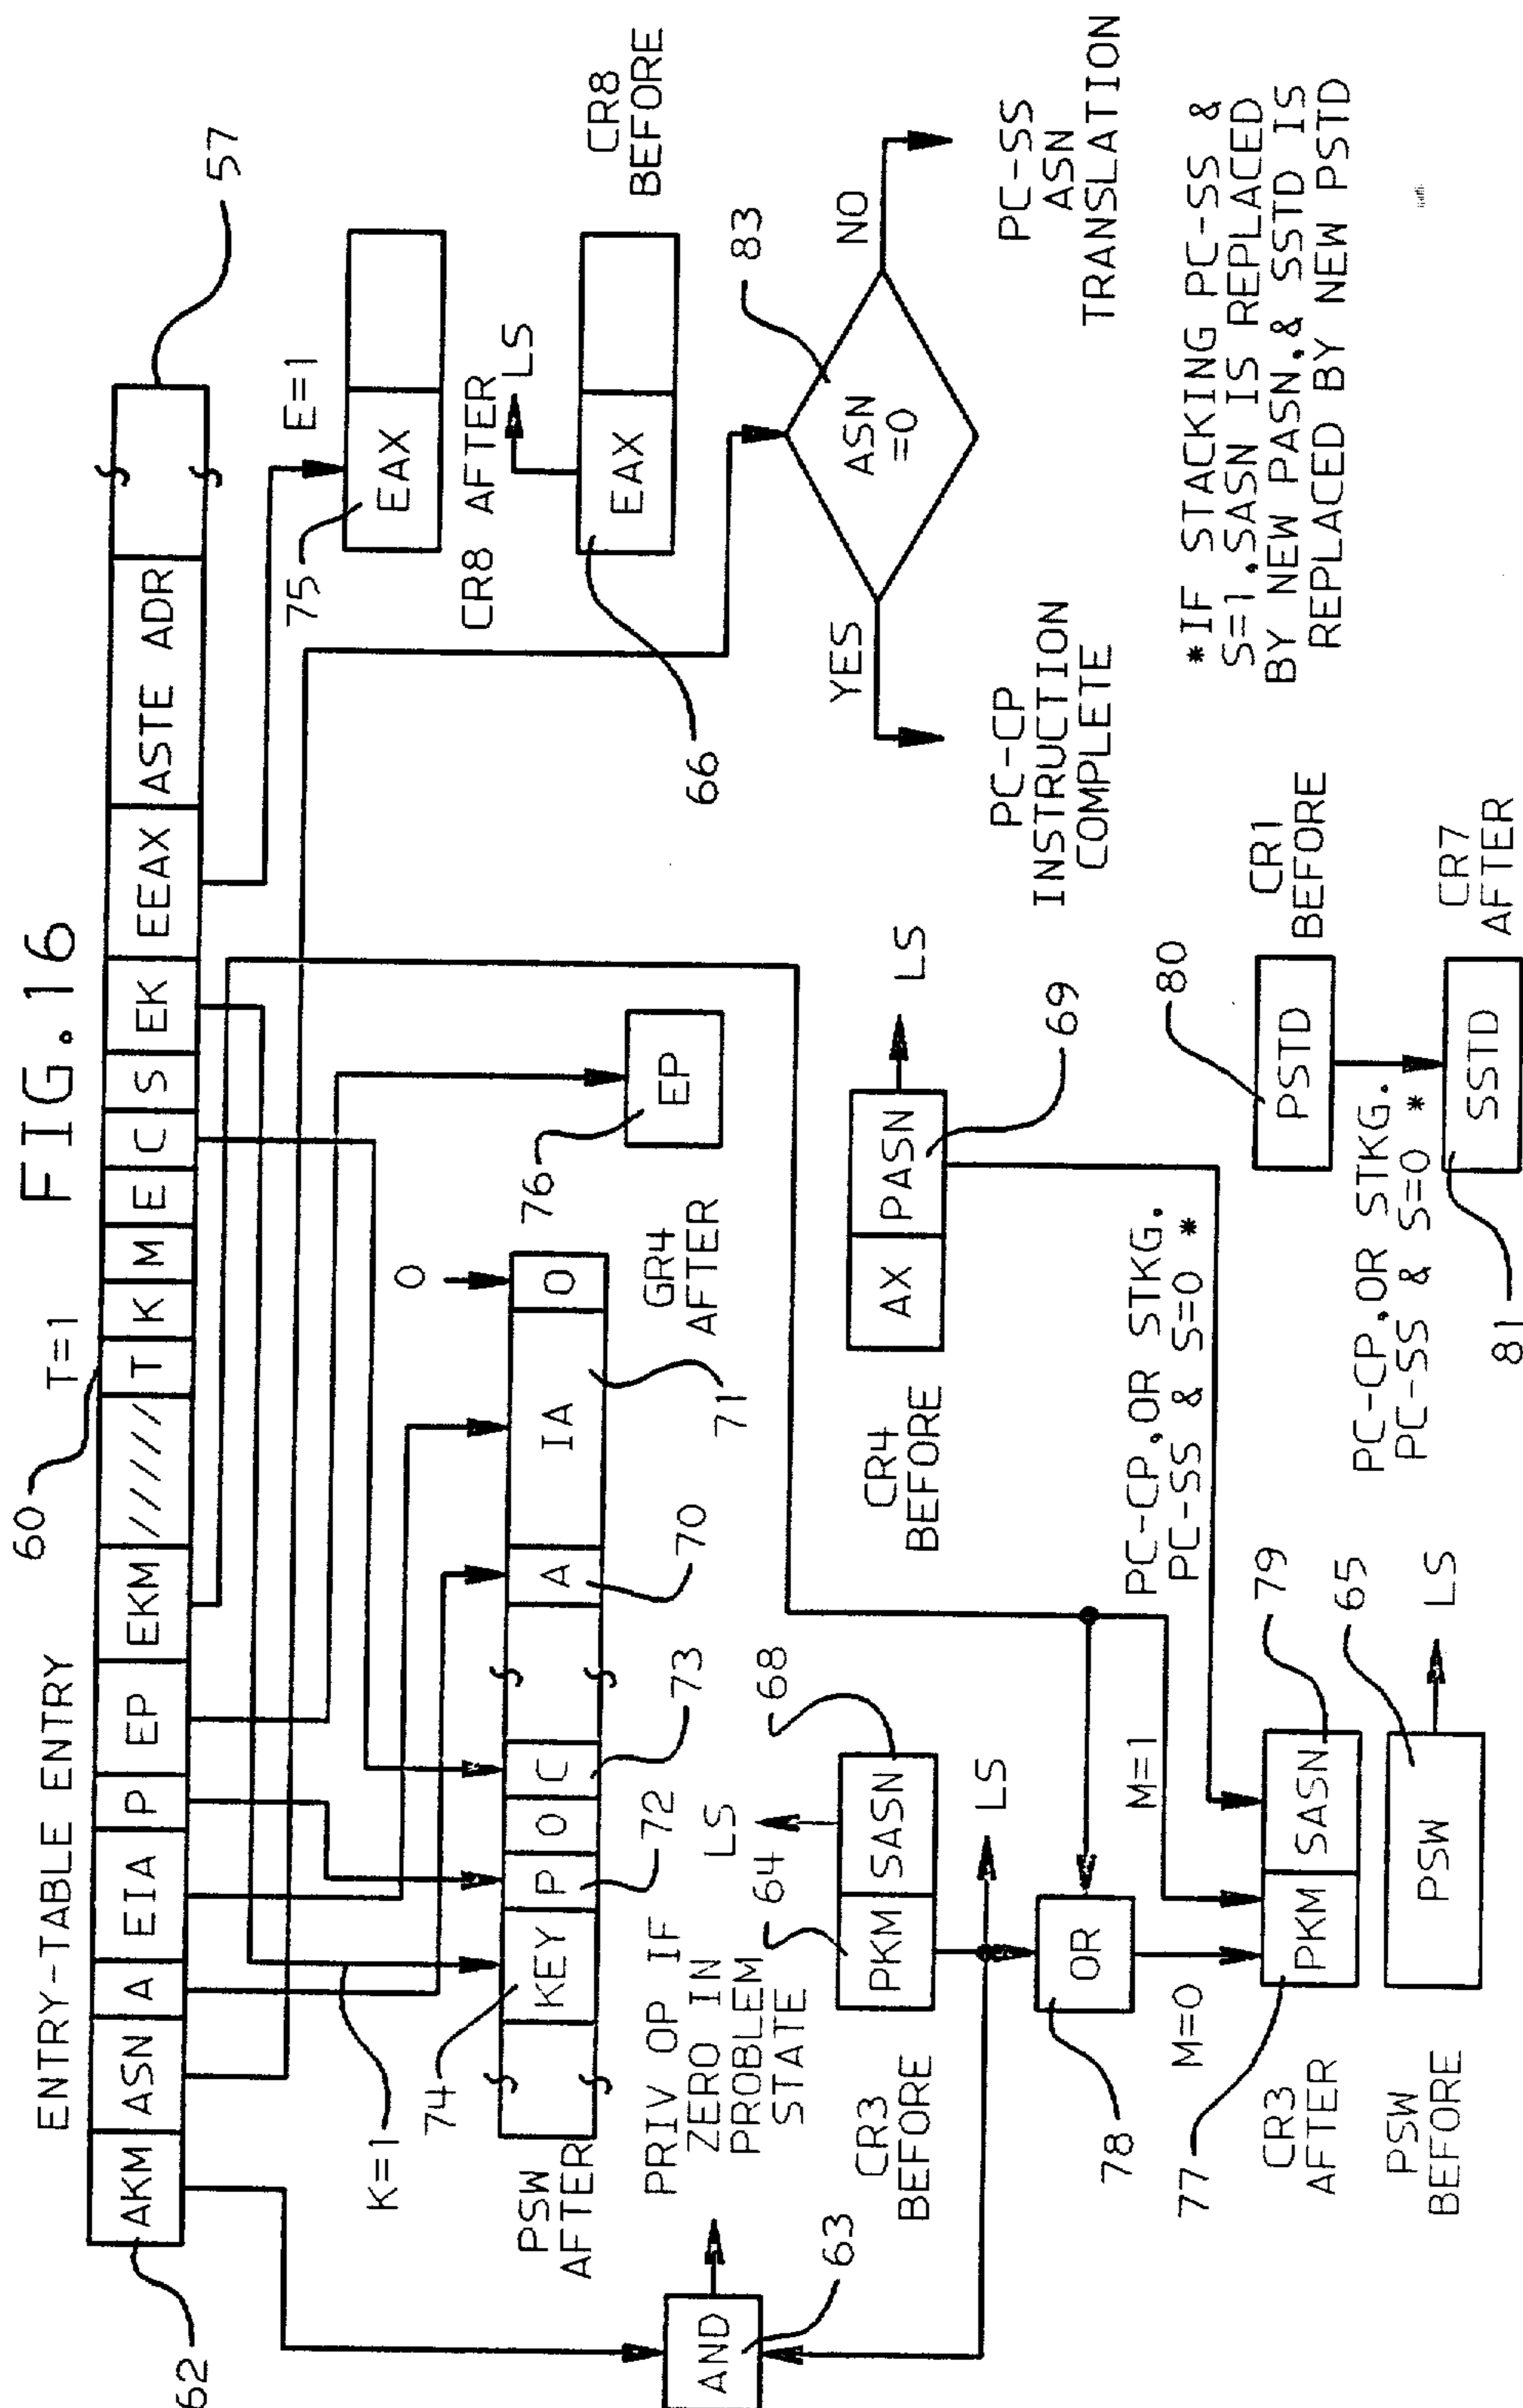 FIG.16
ENTRY-TABLE ENTRY
60
T=1
57
AKM ASN A EIA P EP EKM ////// T K M E C S EK EEAX ASTE ADR
62
K=1
74
PSW
AFTER
KEY P O C A IA O
O
72
73
70
71
76
EP
GR4
AFTER
75
EAX
E=1
CR8 AFTER
LS
EAX
66
CR8
BEFORE
AND
63
PRIV OP IF
ZERO IN
PROBLEM
STATE
64
LS
68
CR3
BEFORE
PKM SASN
LS
CR4
BEFORE
AX PASN
LS
69
ASN
=0
83
YES
NO
PC-CP
INSTRUCTION
COMPLETE
PC-SS
ASN
TRANSLATION
OR
78
M=0
M=1
PC-CP,OR STKG.
PC-SS & S=0 *
77
CR3
AFTER
PKM SASN
79
PSW
BEFORE
PSW
65
LS
80
PSTD
CR1
BEFORE
PC-CP,OR STKG.
PC-SS & S=0 *
81
SSTD
CR7
AFTER
*IF STACKING PC-SS &
S=1,SASN IS REPLACED
BY NEW PASN,& SSTD IS
REPLACED BY NEW PSTD